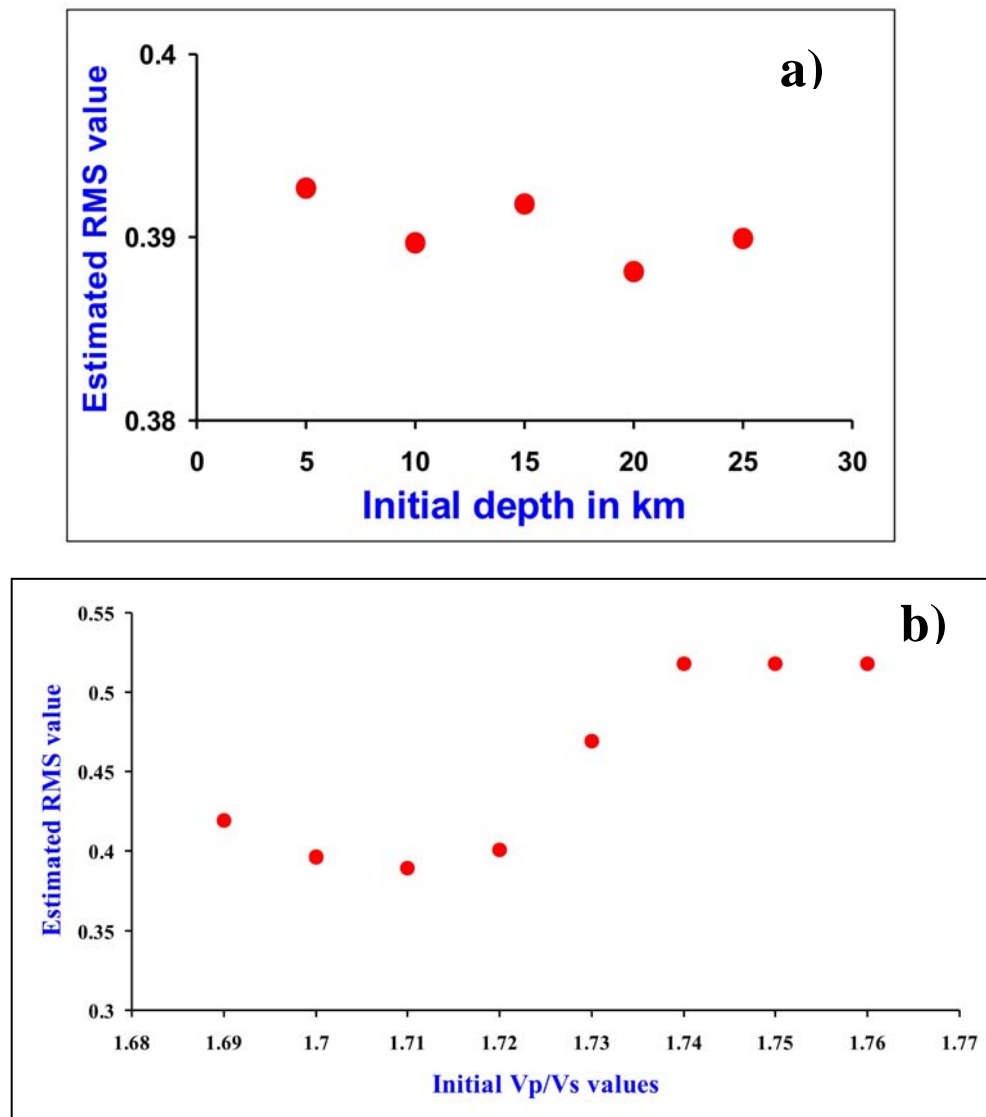 a)
0.4
0.39
0.38
Estimated RMS value
0 5 10 15 20 25 30
Initial depth in km
b)
0.55
0.5
0.45
0.4
0.35
0.3
Estimated RMS value
1.68 1.69 1.7 1.71 1.72 1.73 1.74 1.75 1.76 1.77
Initial Vp/Vs values